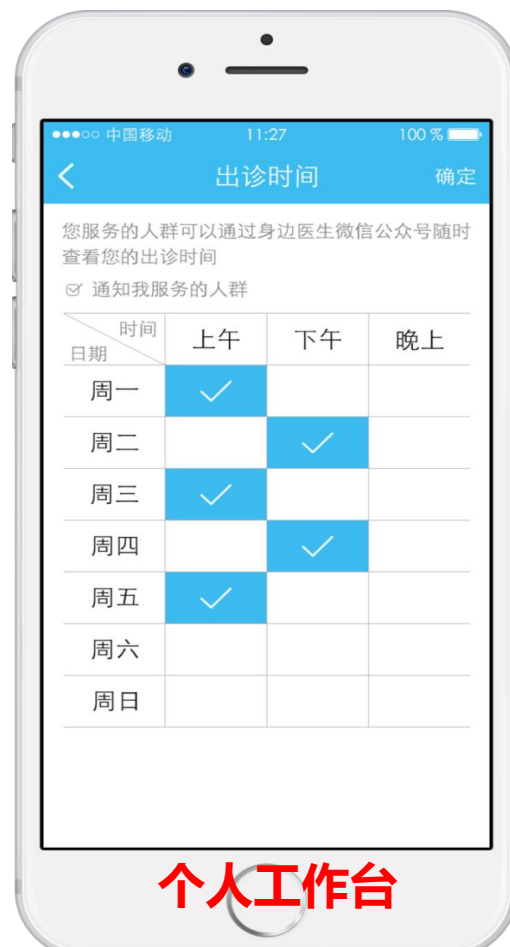 ●●●○○ 中国移动 11:27 100 %
出诊时间 确定
您服务的人群可以通过身边医生微信公众号随时
查看您的出诊时间
通知我服务的人群
时间 日期 上午 下午 晚上
周一
周二
周三
周四
周五
周六
周日
个人工作台